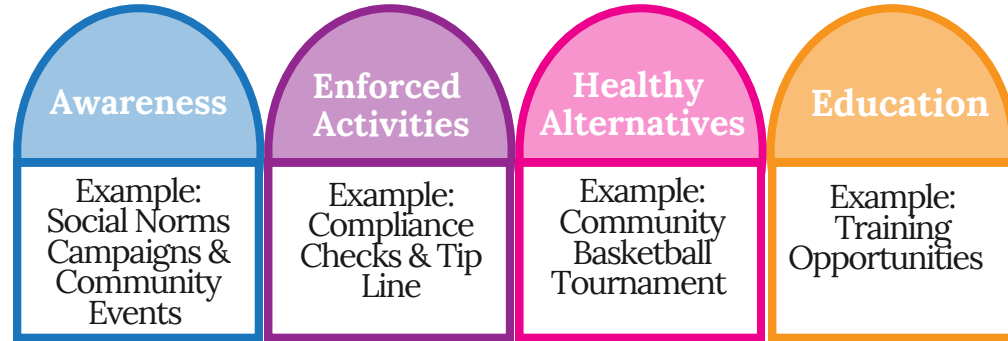 Awareness
Example:
Social Norms
Campaigns &
Community
Events
Enforced
Activities
Example:
Compliance
Checks & Tip
Line
Healthy
Alternatives
Example:
Community
Basketball
Tournament
Education
Example:
Training
Opportunities